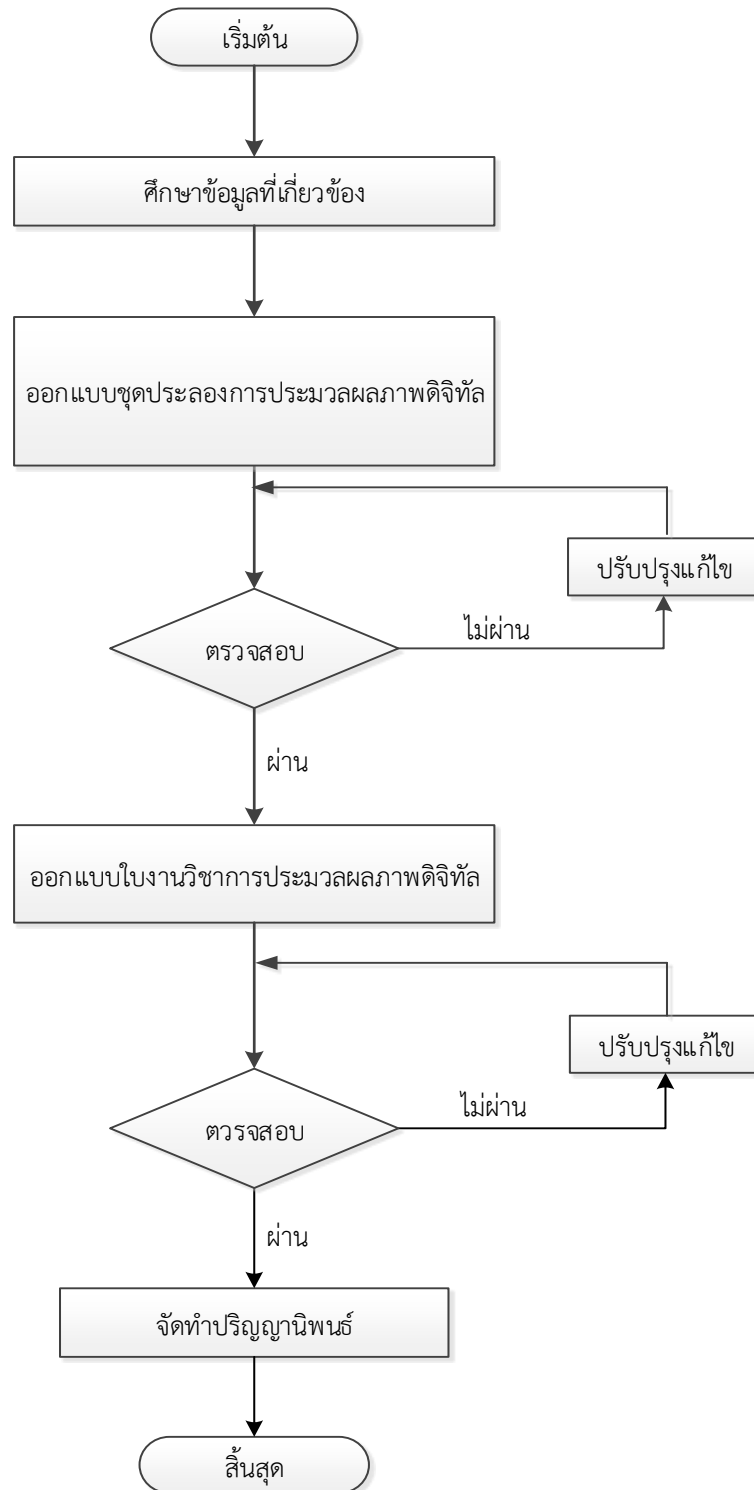 เริ่มต้น
ศึกษาข้อมูลที่เกี่ยวข้อง
ออกแบบชุดประลองการประมวลผลภาพดิจิทัล
ปรับปรุงแก้ไข
ไม่ผ่าน
ตรวจสอบ
ผ่าน
ออกแบบใบงานวิชาการประมวลผลภาพดิจิทัล
ปรับปรุงแก้ไข
ไม่ผ่าน
ตวรจสอบ
ผ่าน
จัดทำปริญญานิพนธ์
สิ้นสุด